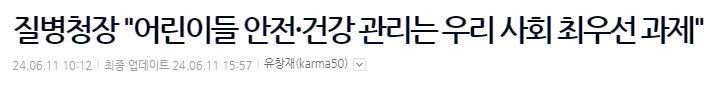 질병청장 "어린이들 안전·건강 관리는 우리 사회 최우선 과제"
24.06.11 10:12 최종 업데이트 24.06.11 15:57 유창재(karma50)